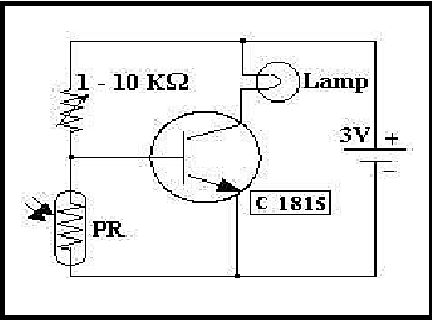 1 - 10 KΩ
Lamp
3V +
-
C 1815
PR